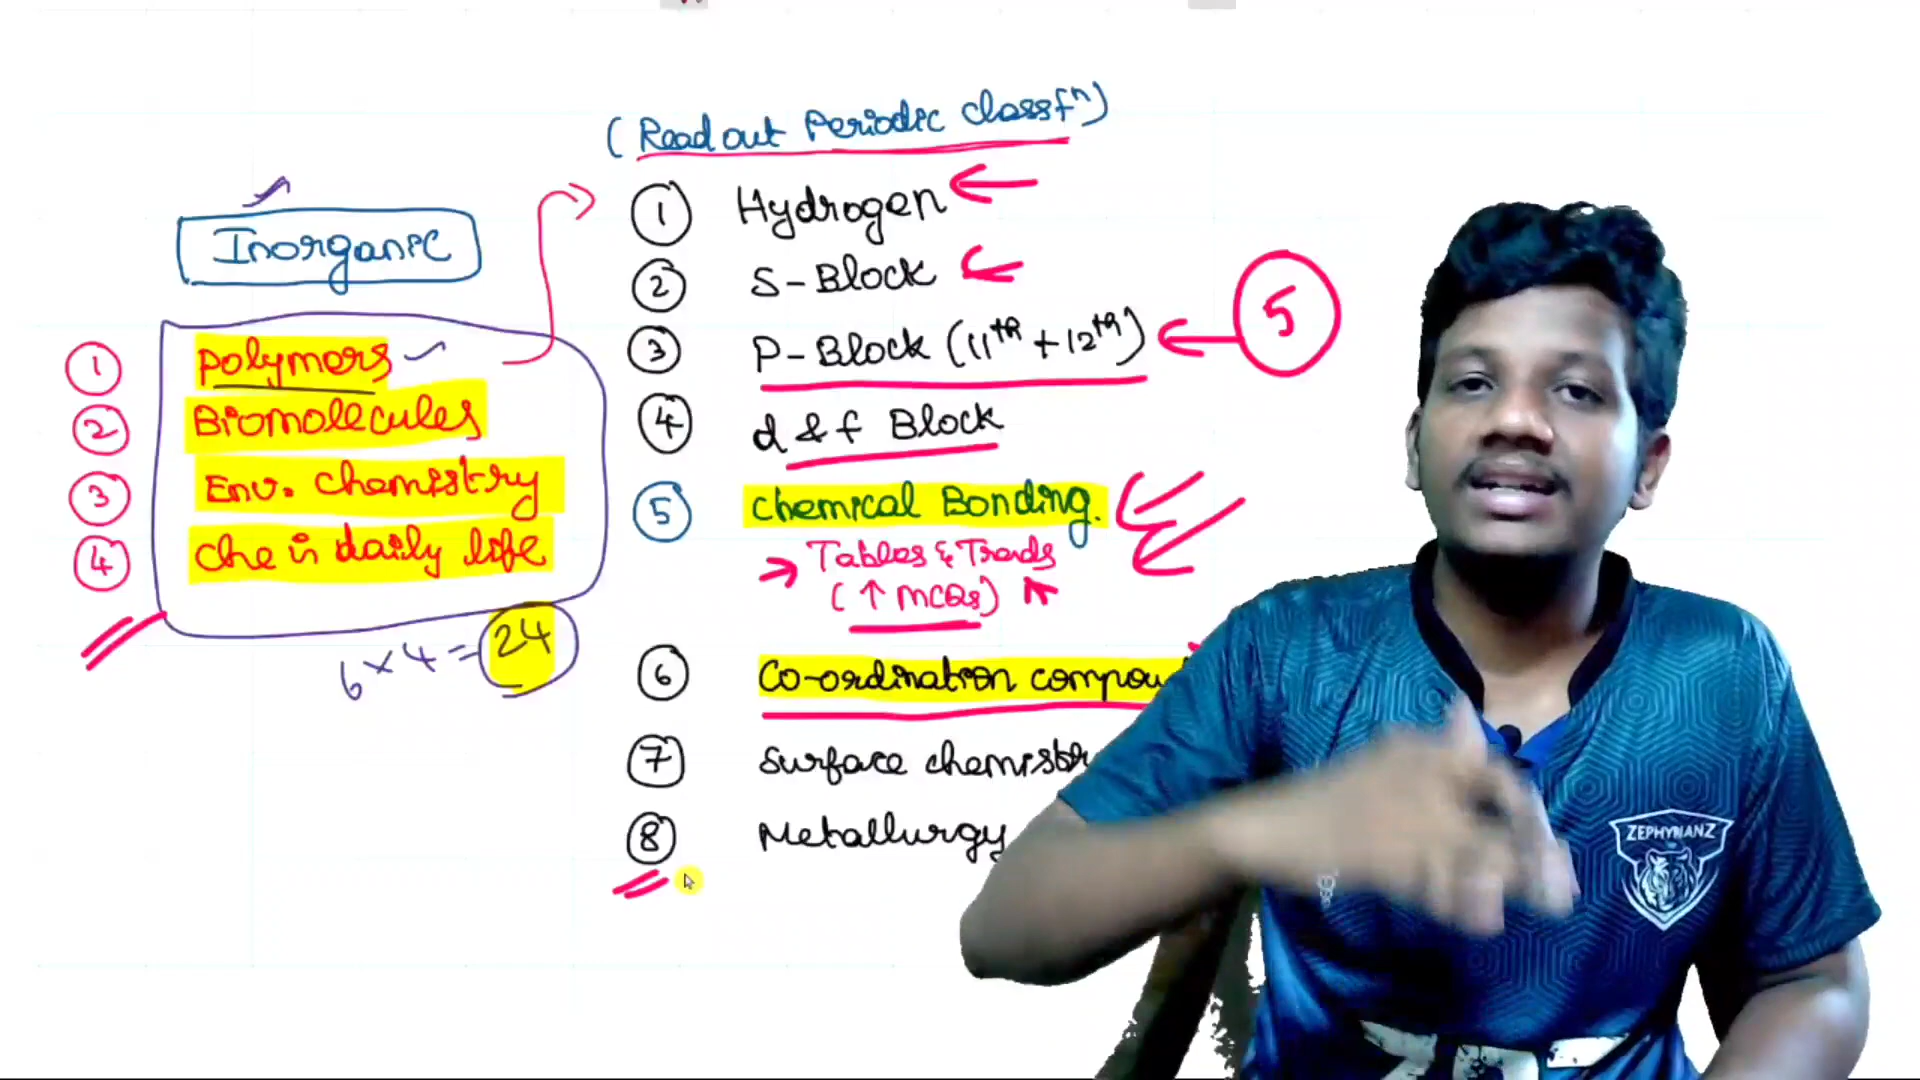 Inorganic
1 polymers
2 Biomolecules
3 Env. chemistry
4 Che in daily life
6 × 4 = 24
(Read out Periodic classfⁿ)
1 Hydrogen
2 S-Block
3 P-Block (11th + 12th)
5
4 d & f Block
5 Chemical Bonding.
→ Tables & Trends
(↑ MCQs)
6 Co-ordination compou
7 Surface chemistr
8 Metallurgy
ZEPHYRIANZ